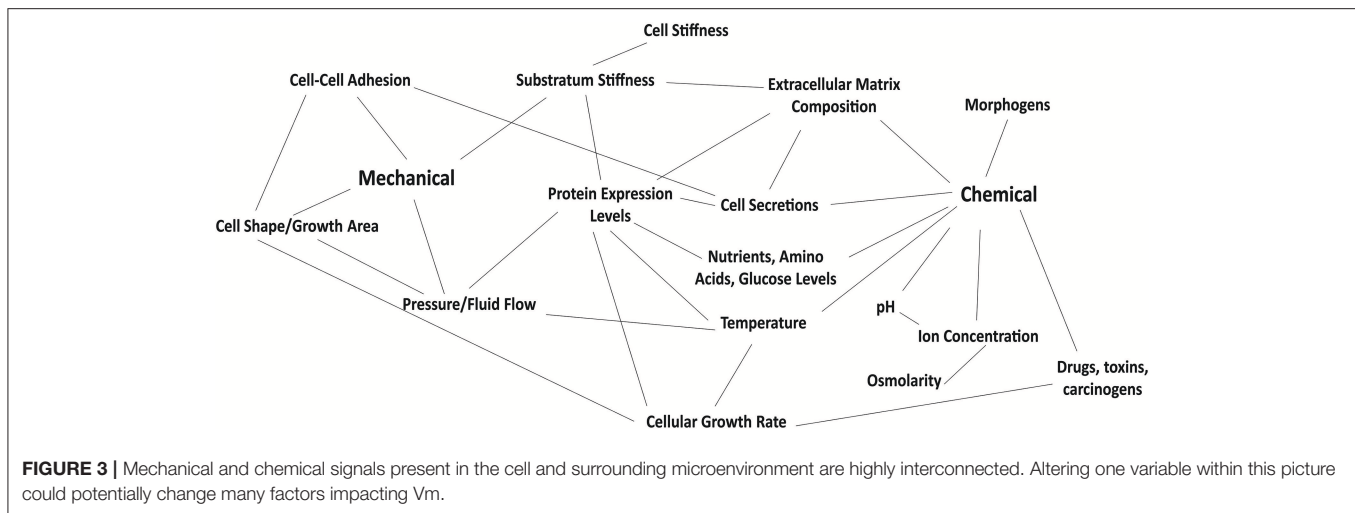 Cell Stiffness
Cell-Cell Adhesion
Substratum Stiffness
Extracellular Matrix
Composition
Morphogens
Mechanical
Protein Expression
Levels
Cell Secretions
Chemical
Cell Shape/Growth Area
Nutrients, Amino
Acids, Glucose Levels
Pressure/Fluid Flow
pH
Temperature
Ion Concentration
Osmolarity
Drugs, toxins,
carcinogens
Cellular Growth Rate
FIGURE 3 | Mechanical and chemical signals present in the cell and surrounding microenvironment are highly interconnected. Altering one variable within this picture
could potentially change many factors impacting Vm.